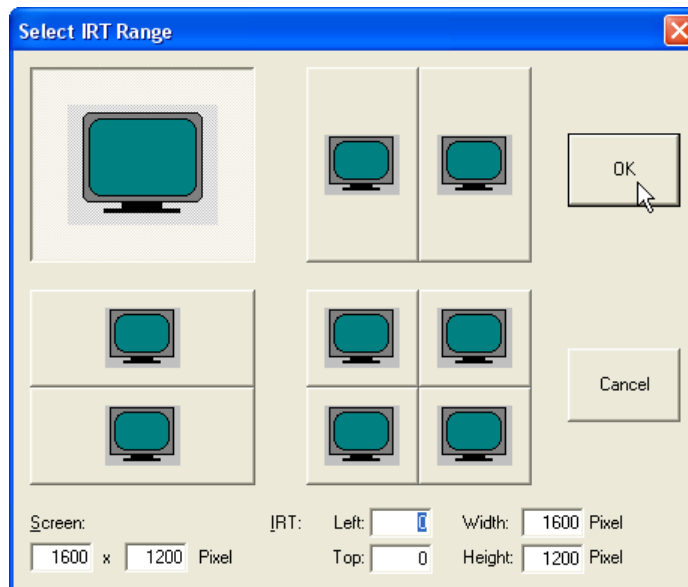 Select IRT Range
OK
Cancel
Screen: IRT: Left: 0 Width: 1600 Pixel
1600 x 1200 Pixel Top: 0 Height: 1200 Pixel